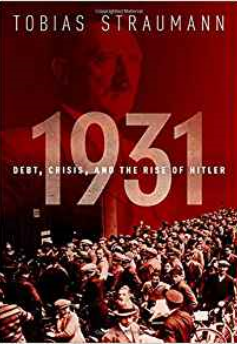 TOBIAS STRAUMANN
1931
DEBT, CRISIS, AND THE RISE OF HITLER